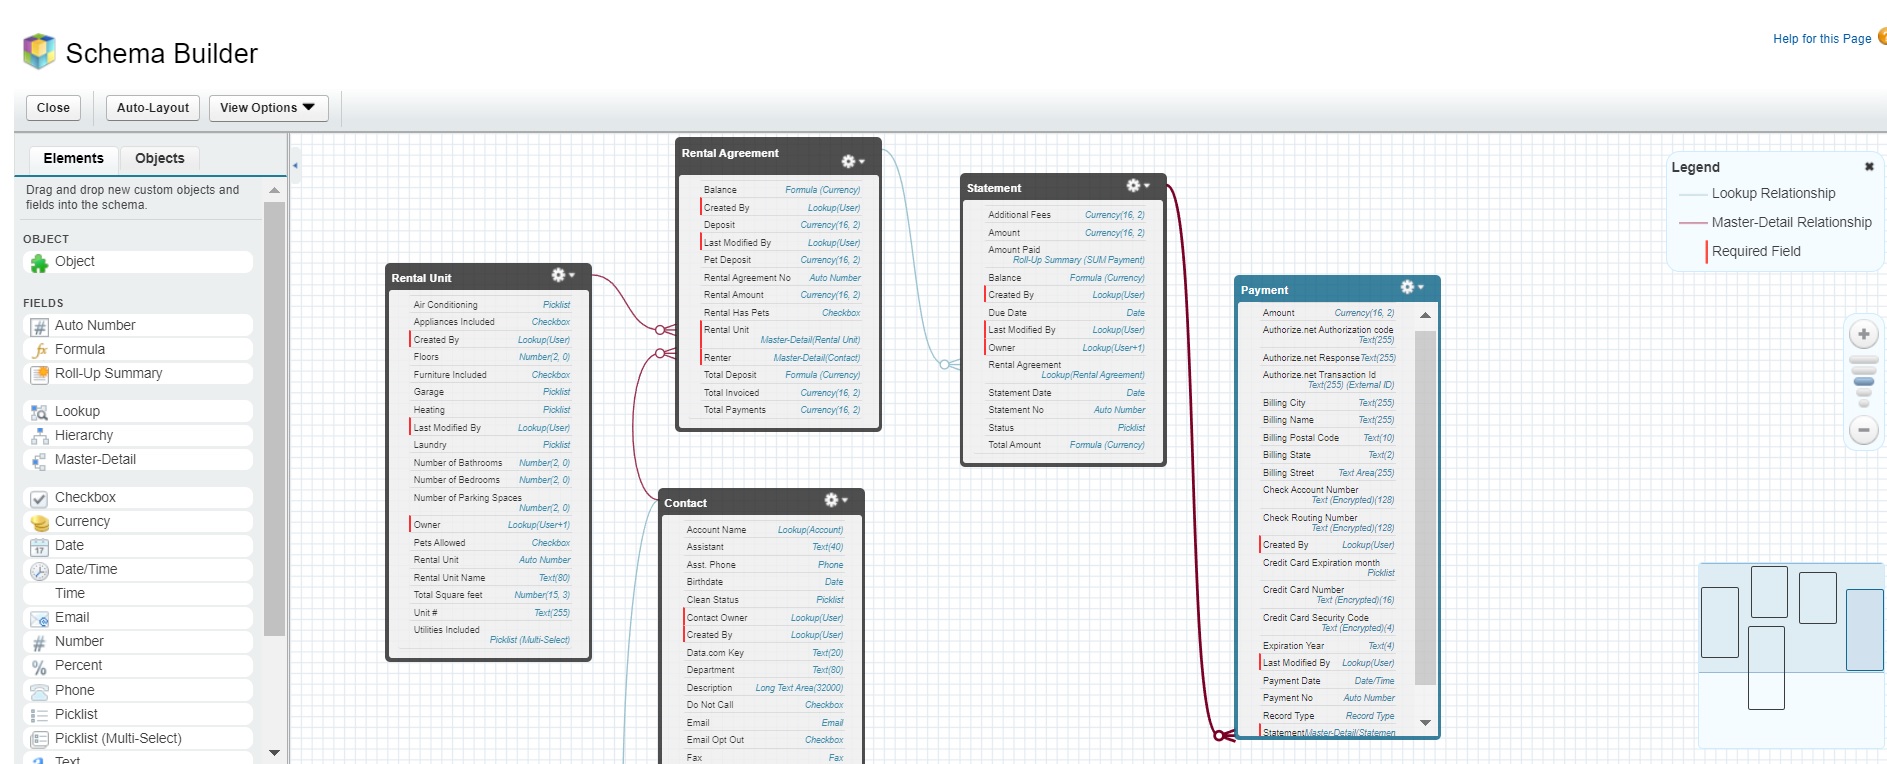 Schema Builder
Help for this Page
Close
Auto-Layout
View Options
Elements
Objects
Drag and drop new custom objects and
fields into the schema.
OBJECT
Object
FIELDS
Auto Number
Formula
Roll-Up Summary
Lookup
Hierarchy
Master-Detail
Checkbox
Currency
Date
Date/Time
Time
Email
Number
Percent
Phone
Picklist
Picklist (Multi-Select)
Text
Rental Unit
Air Conditioning Picklist
Appliances Included Checkbox
Created By Lookup(User)
Floors Number(2, 0)
Furniture Included Checkbox
Garage Picklist
Heating Picklist
Last Modified By Lookup(User)
Laundry Picklist
Number of Bathrooms Number(2, 0)
Number of Bedrooms Number(2, 0)
Number of Parking Spaces
Number(2, 0)
Owner Lookup(User+1)
Pets Allowed Checkbox
Rental Unit Auto Number
Rental Unit Name Text(80)
Total Square feet Number(15, 3)
Unit # Text(255)
Utilities Included
Picklist (Multi-Select)
Rental Agreement
Balance Formula (Currency)
Created By Lookup(User)
Deposit Currency(16, 2)
Last Modified By Lookup(User)
Pet Deposit Currency(16, 2)
Rental Agreement No Auto Number
Rental Amount Currency(16, 2)
Rental Has Pets Checkbox
Rental Unit
Master-Detail(Rental Unit)
Renter Master-Detail(Contact)
Total Deposit Formula (Currency)
Total Invoiced Currency(16, 2)
Total Payments Currency(16, 2)
Contact
Account Name Lookup(Account)
Assistant Text(40)
Asst. Phone Phone
Birthdate Date
Clean Status Picklist
Contact Owner Lookup(User)
Created By Lookup(User)
Data.com Key Text(20)
Department Text(80)
Description Long Text Area(32000)
Do Not Call Checkbox
Email Email
Email Opt Out Checkbox
Fax Fax
Statement
Additional Fees Currency(16, 2)
Amount Currency(16, 2)
Amount Paid
Roll-Up Summary (SUM Payment)
Balance Formula (Currency)
Created By Lookup(User)
Due Date Date
Last Modified By Lookup(User)
Owner Lookup(User+1)
Rental Agreement
Lookup(Rental Agreement)
Statement Date Date
Statement No Auto Number
Status Picklist
Total Amount Formula (Currency)
Payment
Amount Currency(16, 2)
Authorize.net Authorization code
Text(255)
Authorize.net Response Text(255)
Authorize.net Transaction Id
Text(255) (External ID)
Billing City Text(255)
Billing Name Text(255)
Billing Postal Code Text(10)
Billing State Text(2)
Billing Street Text Area(255)
Check Account Number
Text (Encrypted)(128)
Check Routing Number
Text (Encrypted)(128)
Created By Lookup(User)
Credit Card Expiration month
Picklist
Credit Card Number
Text (Encrypted)(16)
Credit Card Security Code
Text (Encrypted)(4)
Expiration Year Text(4)
Last Modified By Lookup(User)
Payment Date Date/Time
Payment No Auto Number
Record Type Record Type
Statement Master-Detail(Statemen
Legend
Lookup Relationship
Master-Detail Relationship
Required Field